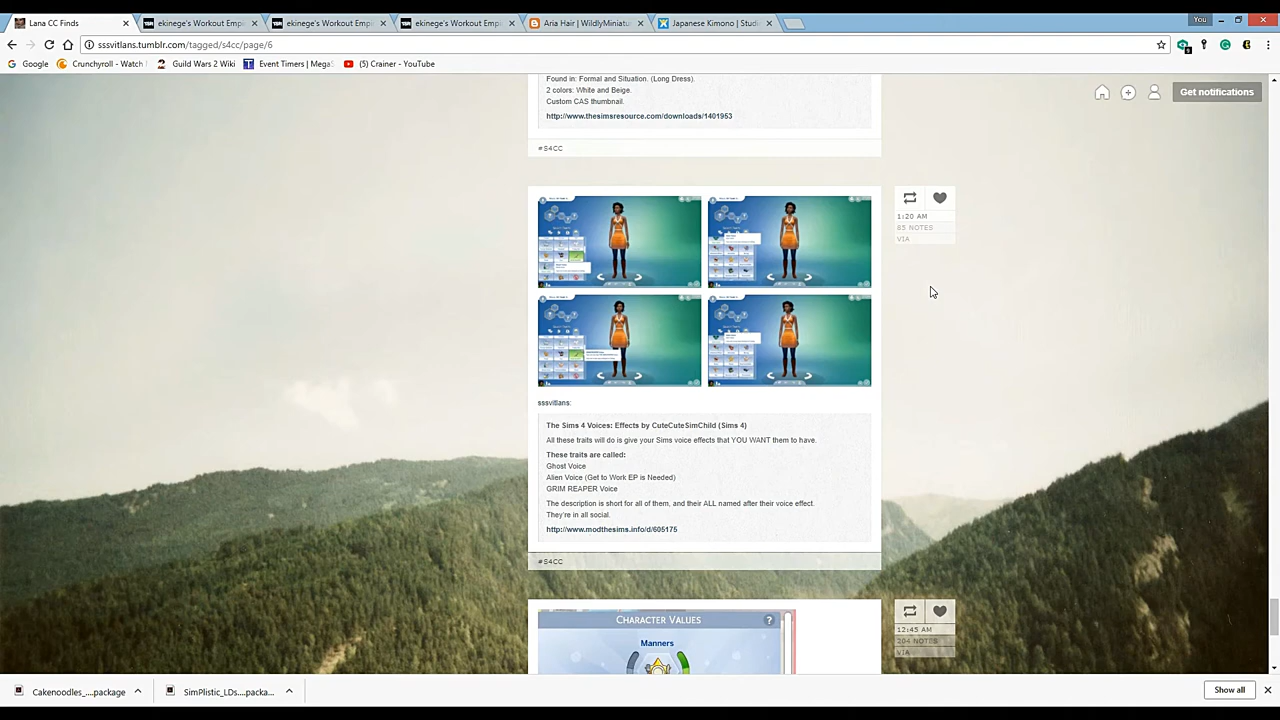 Lana CC Finds
ekinege's Workout Empi
ekinege's Workout Empi
ekinege's Workout Empi
Aria Hair | WildlyMiniatu
Japanese Kimono | Studi
You
sssvitlans.tumblr.com/tagged/s4cc/page/6
Google
Crunchyroll - Watch
Guild Wars 2 Wiki
Event Timers | Mega
(5) Crainer - YouTube
Get notifications
Found in: Formal and Situation. (Long Dress).
2 colors: White and Beige.
Custom CAS thumbnail.
http://www.thesimsresource.com/downloads/1401953
#S4CC
1:20 AM
85 NOTES
VIA
sssvitlans:
The Sims 4 Voices: Effects by CuteCuteSimChild (Sims 4)
All these traits will do is give your Sims voice effects that YOU WANT them to have.
These traits are called:
Ghost Voice
Alien Voice (Get to Work EP is Needed)
GRIM REAPER Voice
The description is short for all of them, and their ALL named after their voice effect.
They're in all social.
http://www.modthesims.info/d/605175
#S4CC
CHARACTER VALUES
?
Manners
12:45 AM
204 NOTES
VIA
Cakenoodles_....package
SimPlistic_LDs....packa...
Show all